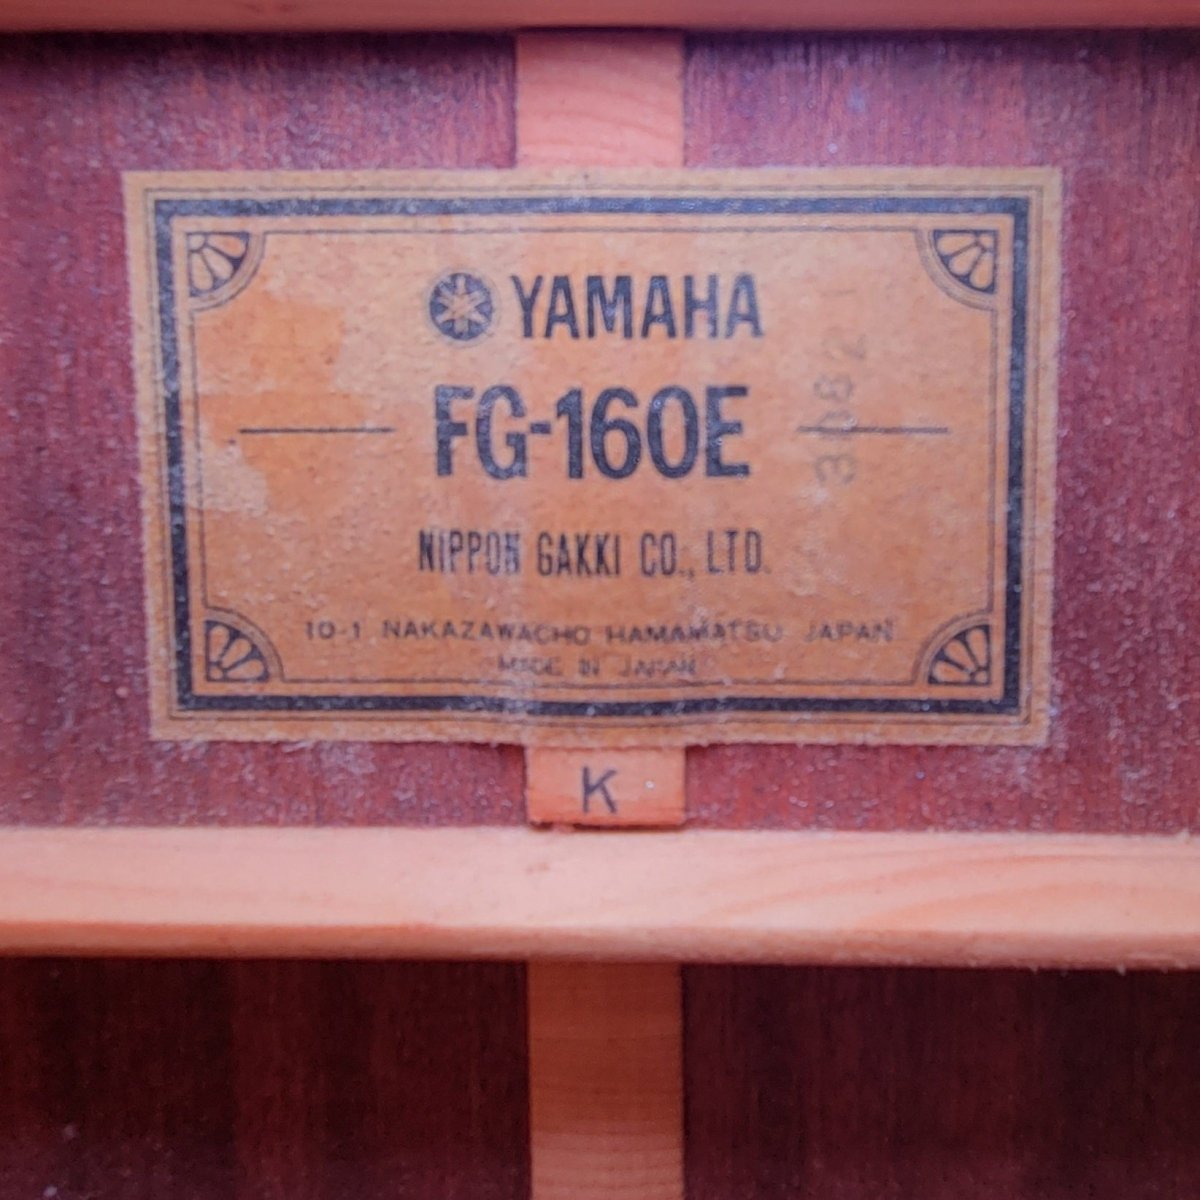 YAMAHA
FG-160E
NIPPON GAKKI CO., LTD.
10-1 NAKAZAWACHO HAMAMATSU JAPAN
MADE IN JAPAN
K